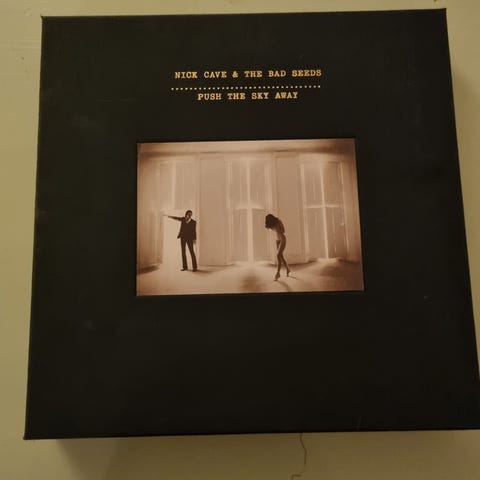 NICK CAVE & THE BAD SEEDS
PUSH THE SKY AWAY